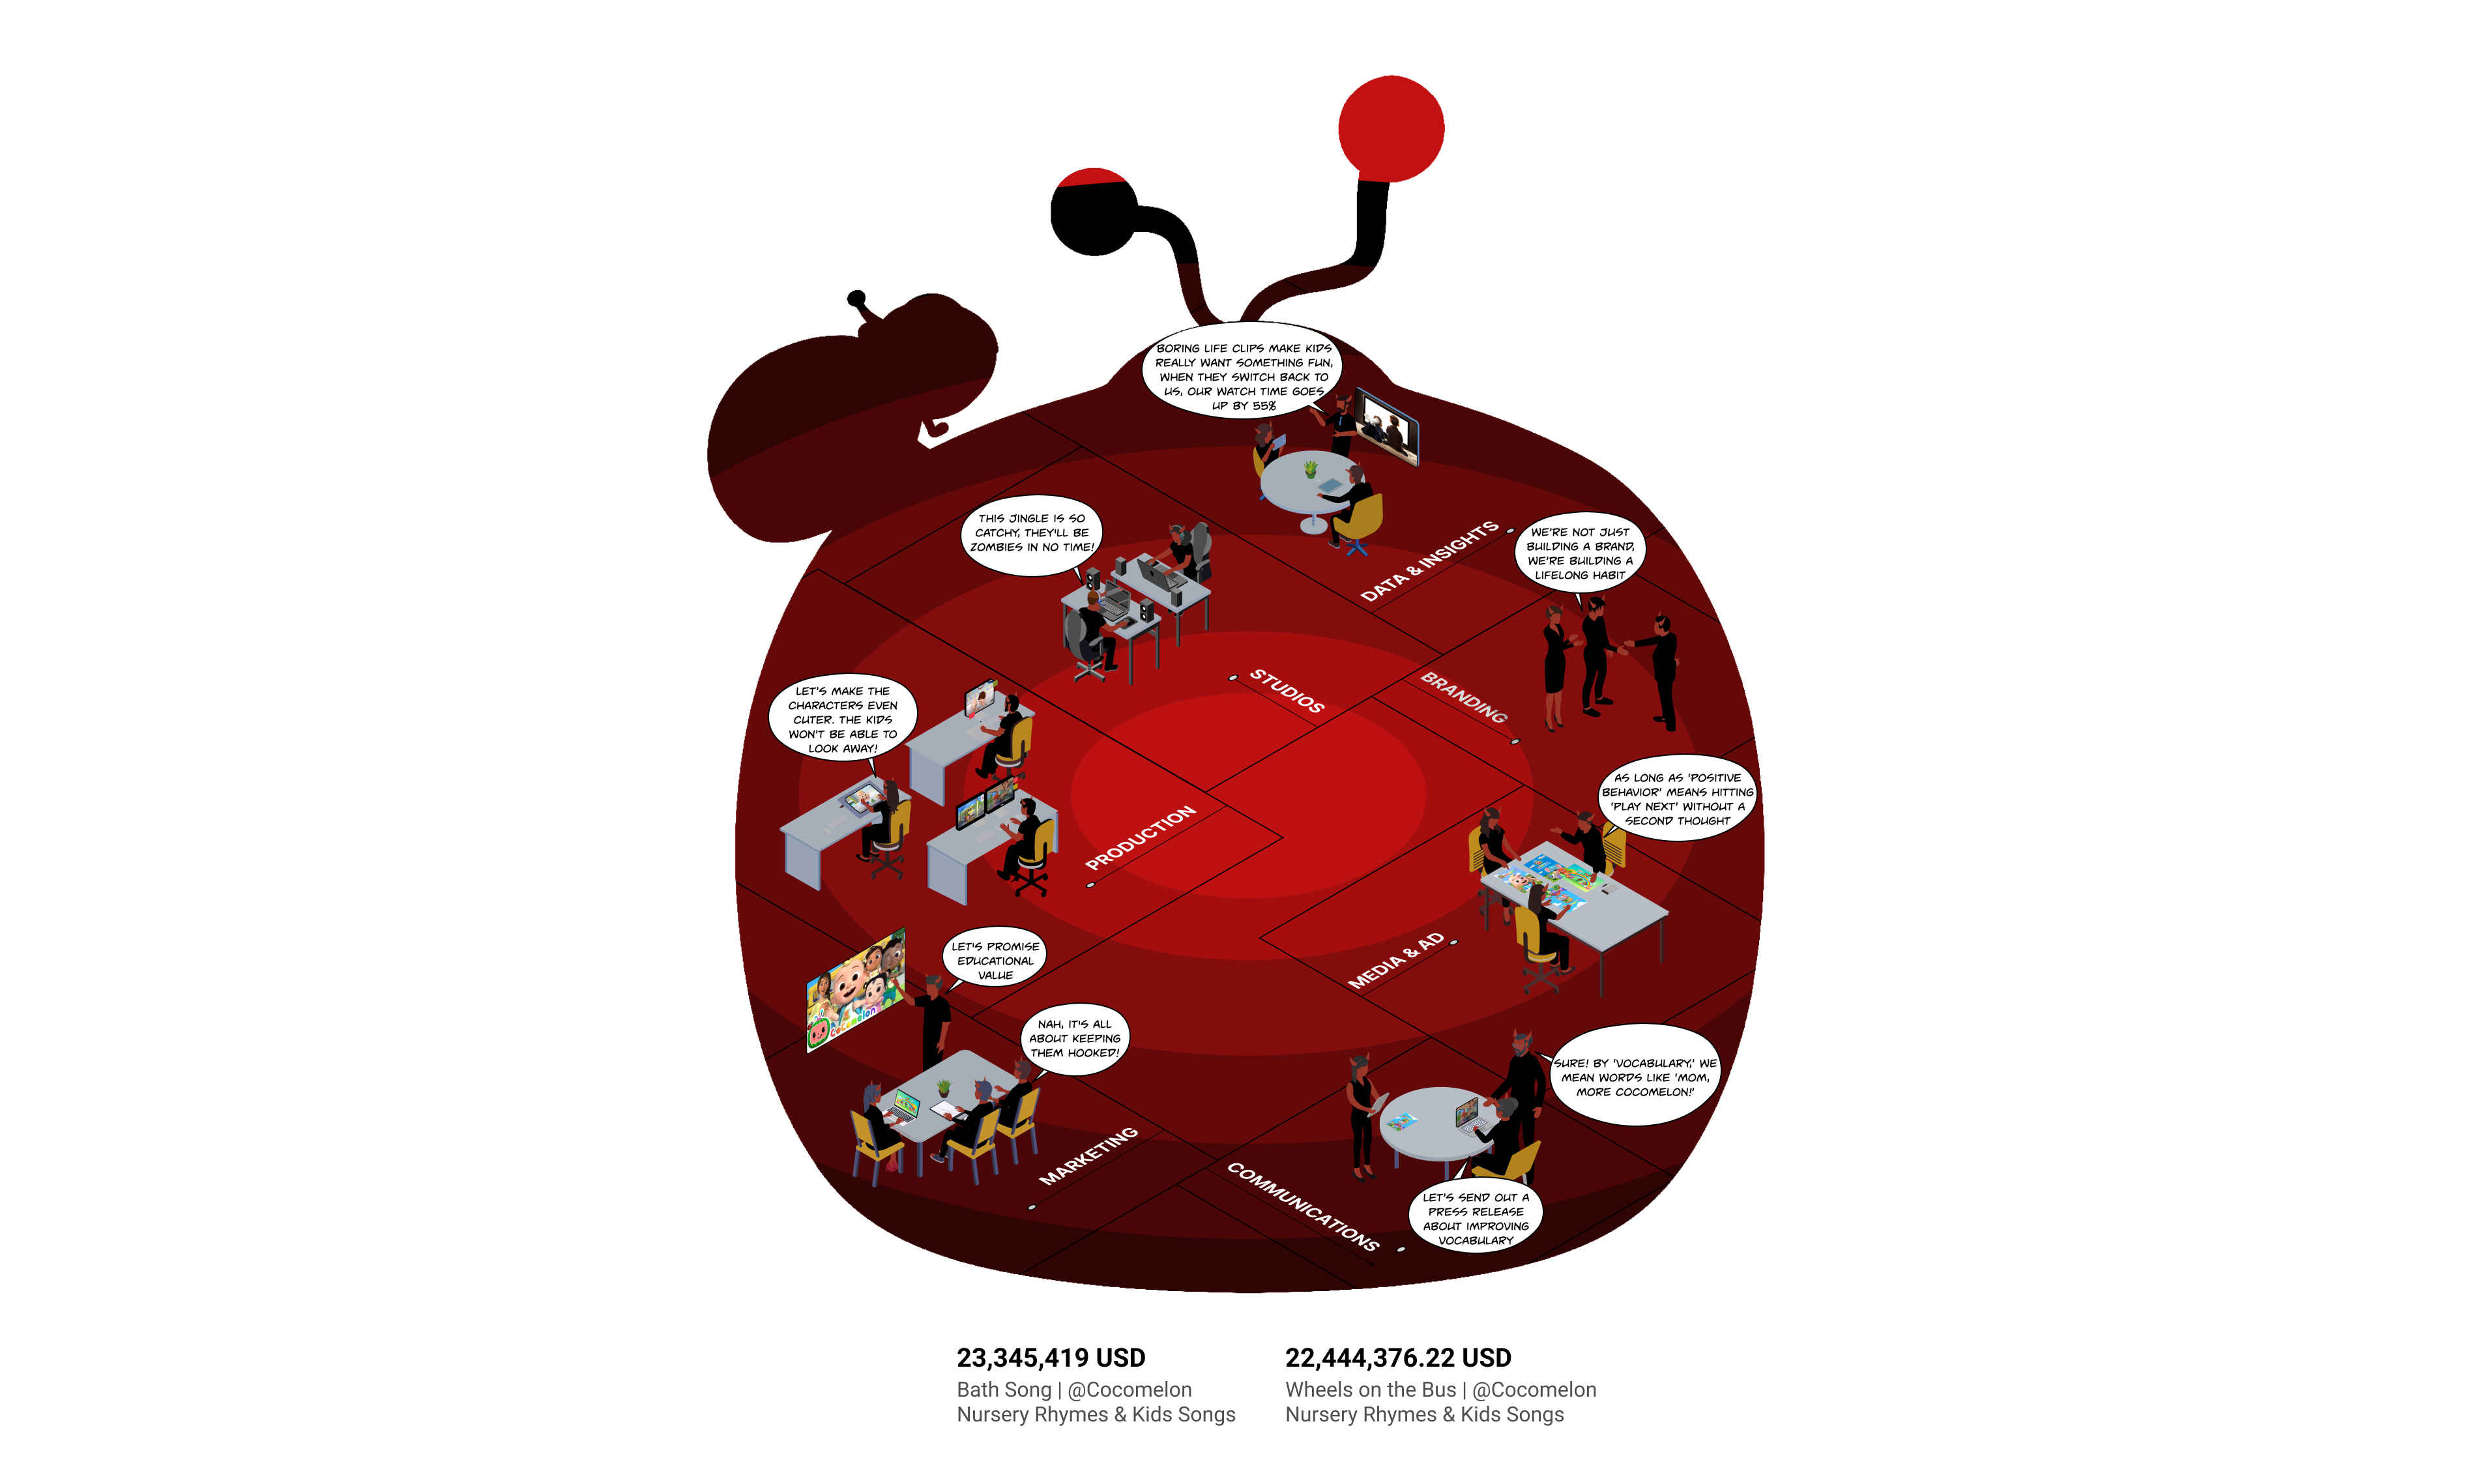 BORING LIFE CLIPS MAKE KIDS
REALLY WANT SOMETHING FUN,
WHEN THEY SWITCH BACK TO
US, OUR WATCH TIME GOES
UP BY 55%
DATA & INSIGHTS
THIS JINGLE IS SO
CATCHY, THEY'LL BE
ZOMBIES IN NO TIME!
STUDIOS
WE'RE NOT JUST
BUILDING A BRAND,
WE'RE BUILDING A
LIFELONG HABIT
BRANDING
LET'S MAKE THE
CHARACTERS EVEN
CUTER. THE KIDS
WON'T BE ABLE TO
LOOK AWAY!
PRODUCTION
AS LONG AS 'POSITIVE
BEHAVIOR' MEANS HITTING
'PLAY NEXT' WITHOUT A
SECOND THOUGHT
MEDIA & AD
LET'S PROMISE
EDUCATIONAL
VALUE
Cocomelon
NAH, IT'S ALL
ABOUT KEEPING
THEM HOOKED!
MARKETING
SURE! BY 'VOCABULARY,' WE
MEAN WORDS LIKE 'MOM,
MORE COCOMELON!'
COMMUNICATIONS
LET'S SEND OUT A
PRESS RELEASE
ABOUT IMPROVING
VOCABULARY
23,345,419 USD
Bath Song | @Cocomelon
Nursery Rhymes & Kids Songs
22,444,376.22 USD
Wheels on the Bus | @Cocomelon
Nursery Rhymes & Kids Songs